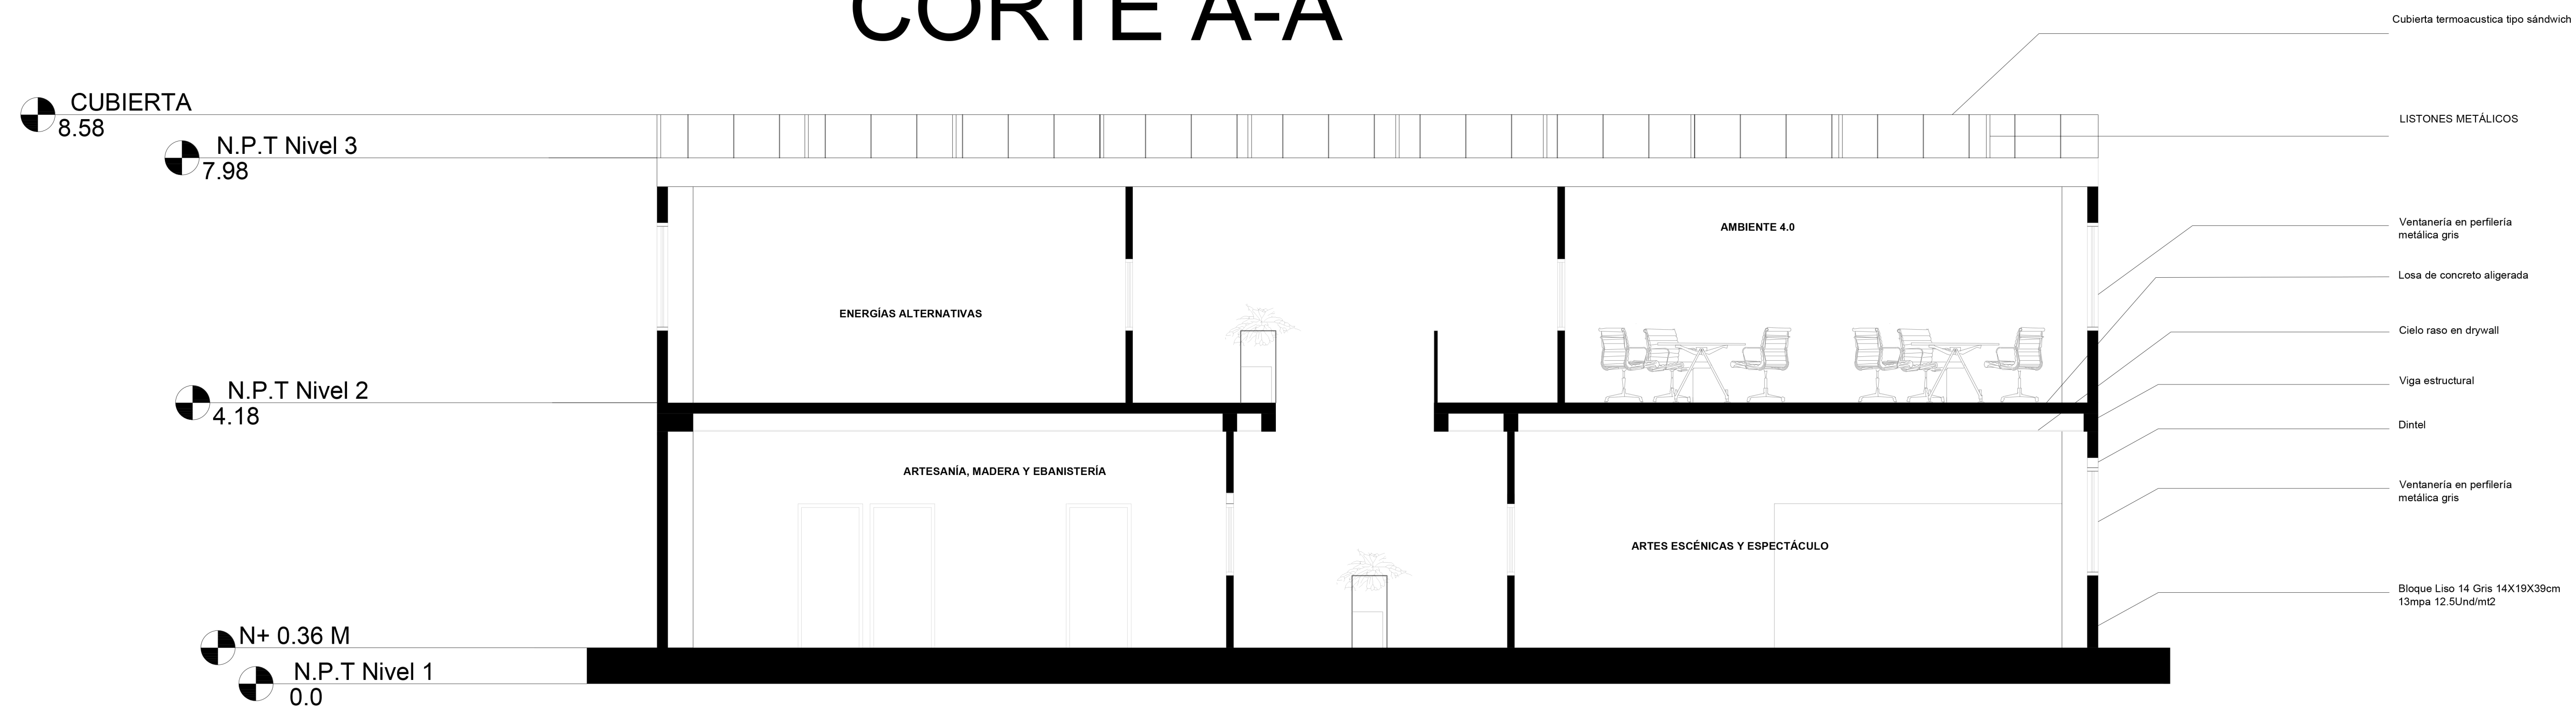 CORTE A-A
Cubierta termoacustica tipo sándwich
CUBIERTA
8.58
LISTONES METÁLICOS
N.P.T Nivel 3
7.98
Ventanería en perfilería
metálica gris
AMBIENTE 4.0
Losa de concreto aligerada
ENERGÍAS ALTERNATIVAS
Cielo raso en drywall
Viga estructural
N.P.T Nivel 2
4.18
Dintel
ARTESANÍA, MADERA Y EBANISTERÍA
Ventanería en perfilería
metálica gris
ARTES ESCÉNICAS Y ESPECTÁCULO
Bloque Liso 14 Gris 14X19X39cm
13mpa 12.5Und/mt2
N+ 0.36 M
N.P.T Nivel 1
0.0